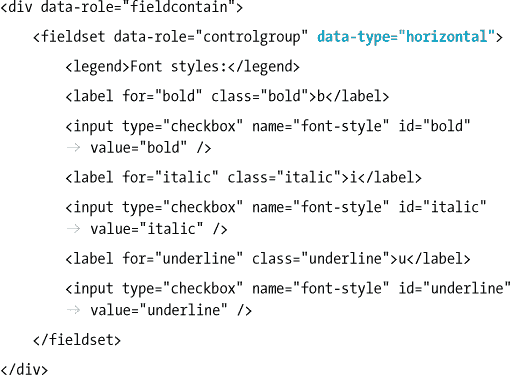 <div data-role="fieldcontain">
<fieldset data-role="controlgroup" data-type="horizontal">
<legend>Font styles:</legend>
<label for="bold" class="bold">b</label>
<input type="checkbox" name="font-style" id="bold"
→ value="bold" />
<label for="italic" class="italic">i</label>
<input type="checkbox" name="font-style" id="italic"
→ value="italic" />
<label for="underline" class="underline">u</label>
<input type="checkbox" name="font-style" id="underline"
→ value="underline" />
</fieldset>
</div>